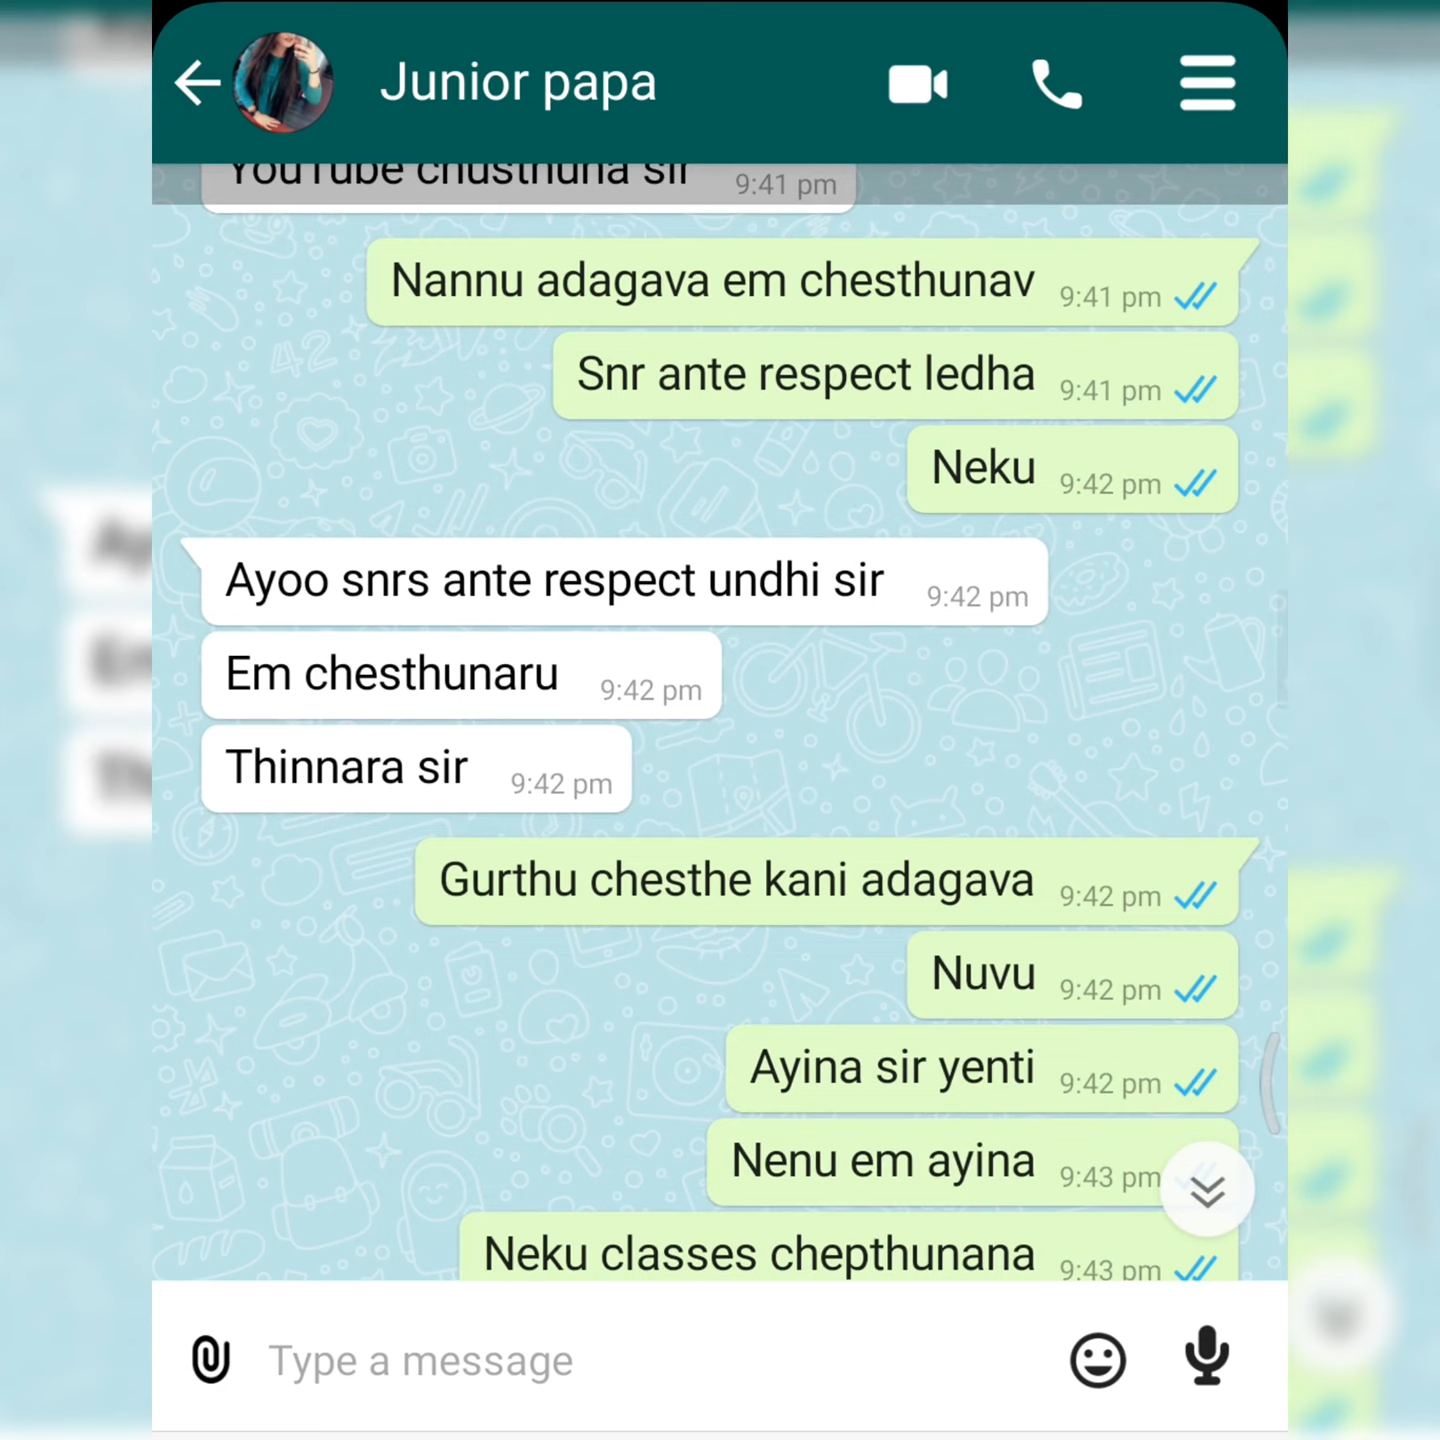 Junior papa
YouTube chusthuna sir 9:41 pm
Nannu adagava em chesthunav 9:41 pm
Snr ante respect ledha 9:41 pm
Neku 9:42 pm
Ayoo snrs ante respect undhi sir 9:42 pm
Em chesthunaru 9:42 pm
Thinnara sir 9:42 pm
Gurthu chesthe kani adagava 9:42 pm
Nuvu 9:42 pm
Ayina sir yenti 9:42 pm
Nenu em ayina 9:43 pm
Neku classes chepthunana 9:43 pm
Type a message